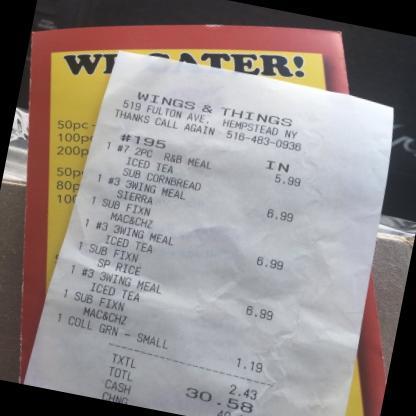 WE CATER!
50pc -
100pc
200p
50pc
80pc
100
WINGS & THINGS
519 FULTON AVE. HEMPSTEAD NY
THANKS CALL AGAIN 516-483-0936
#195 IN
1 #7 2PC R&B MEAL 5.99
ICED TEA
SUB CORNBREAD
1 #3 3WING MEAL 6.99
SIERRA
1 SUB FIXN
MAC&CHZ
1 #3 3WING MEAL 6.99
ICED TEA
1 SUB FIXN
SP RICE
1 #3 3WING MEAL 6.99
ICED TEA
1 SUB FIXN
MAC&CHZ
1 COLL GRN - SMALL 1.19
TXTL 2.43
TOTL 30.58
CASH
CHNG